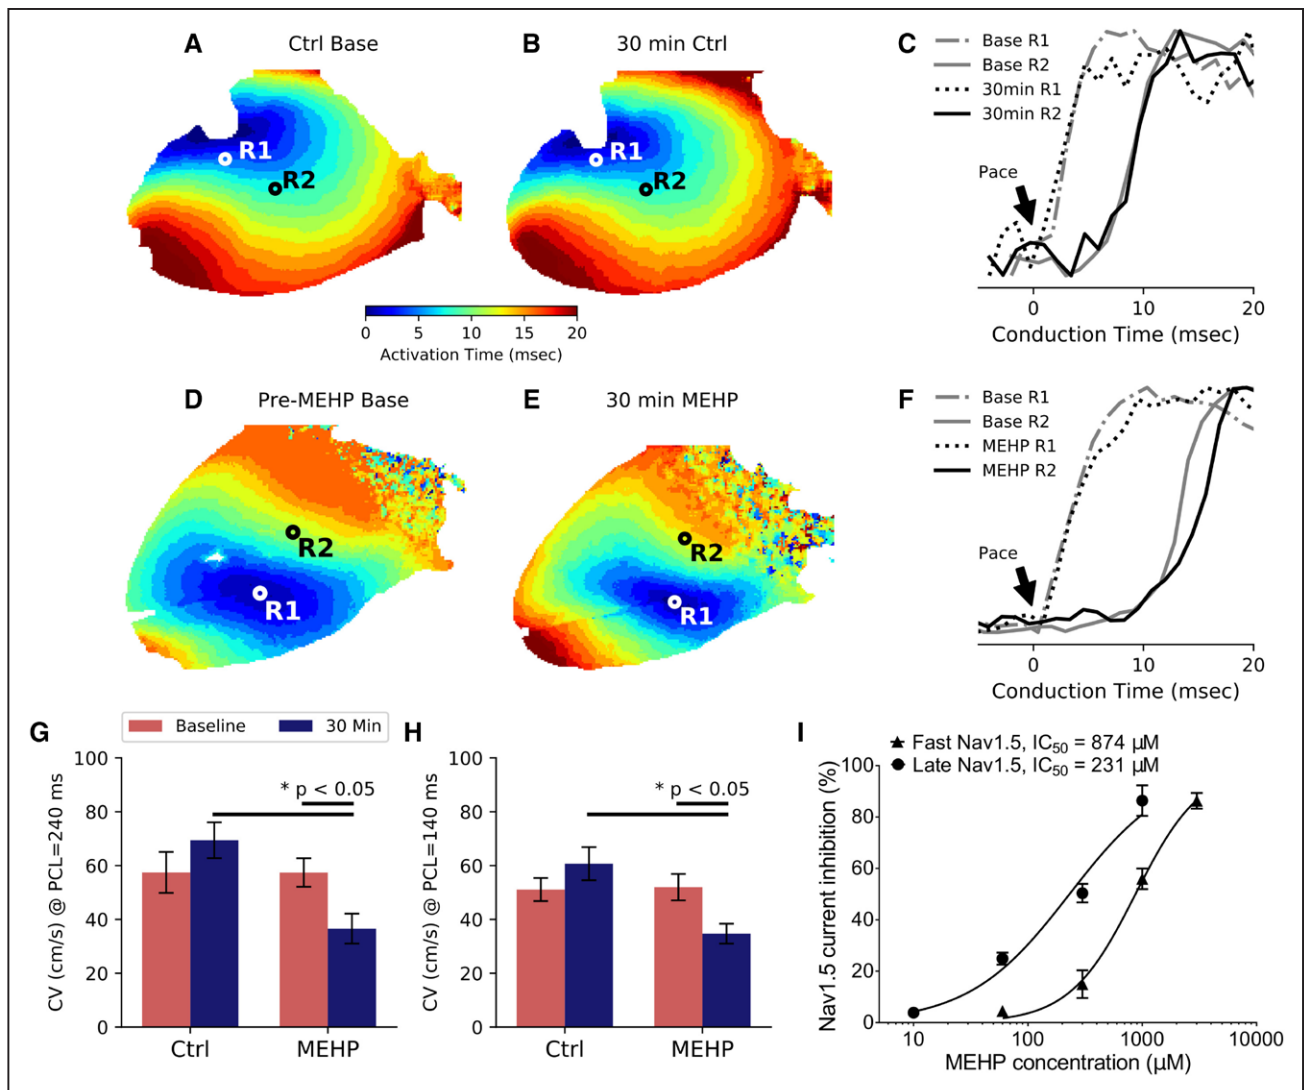 A Ctrl Base
R1
R2
B 30 min Ctrl
R1
R2
0 5 10 15 20
Activation Time (msec)
C
Base R1
Base R2
30min R1
30min R2
Pace
0 10 20
Conduction Time (msec)
D Pre-MEHP Base
R2
R1
E 30 min MEHP
R2
R1
F
Base R1
Base R2
MEHP R1
MEHP R2
Pace
0 10 20
Conduction Time (msec)
Baseline 30 Min
G
CV (cm/s) @ PCL=240 ms
100
80
60
40
20
0
* p < 0.05
Ctrl MEHP
H
CV (cm/s) @ PCL=140 ms
100
80
60
40
20
0
* p < 0.05
Ctrl MEHP
I
Fast Nav1.5, IC50 = 874 µM
Late Nav1.5, IC50 = 231 µM
Nav1.5 current inhibition (%)
100
80
60
40
20
0
10 100 1000 10000
MEHP concentration (µM)